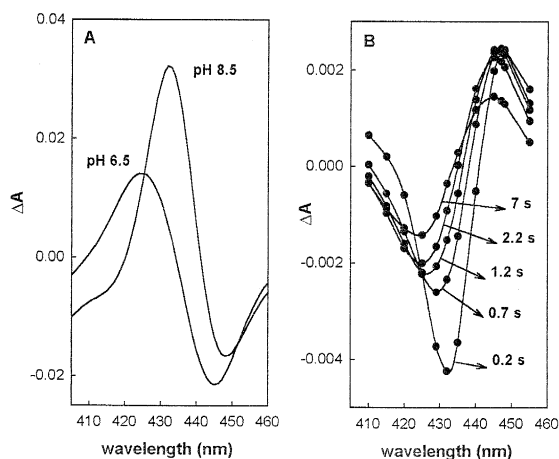 A
pH 8.5
pH 6.5
ΔA
0.04
0.02
0.00
-0.02
410 420 430 440 450 460
wavelength (nm)
B
ΔA
0.002
0.000
-0.002
-0.004
7 s
2.2 s
1.2 s
0.7 s
0.2 s
410 420 430 440 450 460
wavelength (nm)